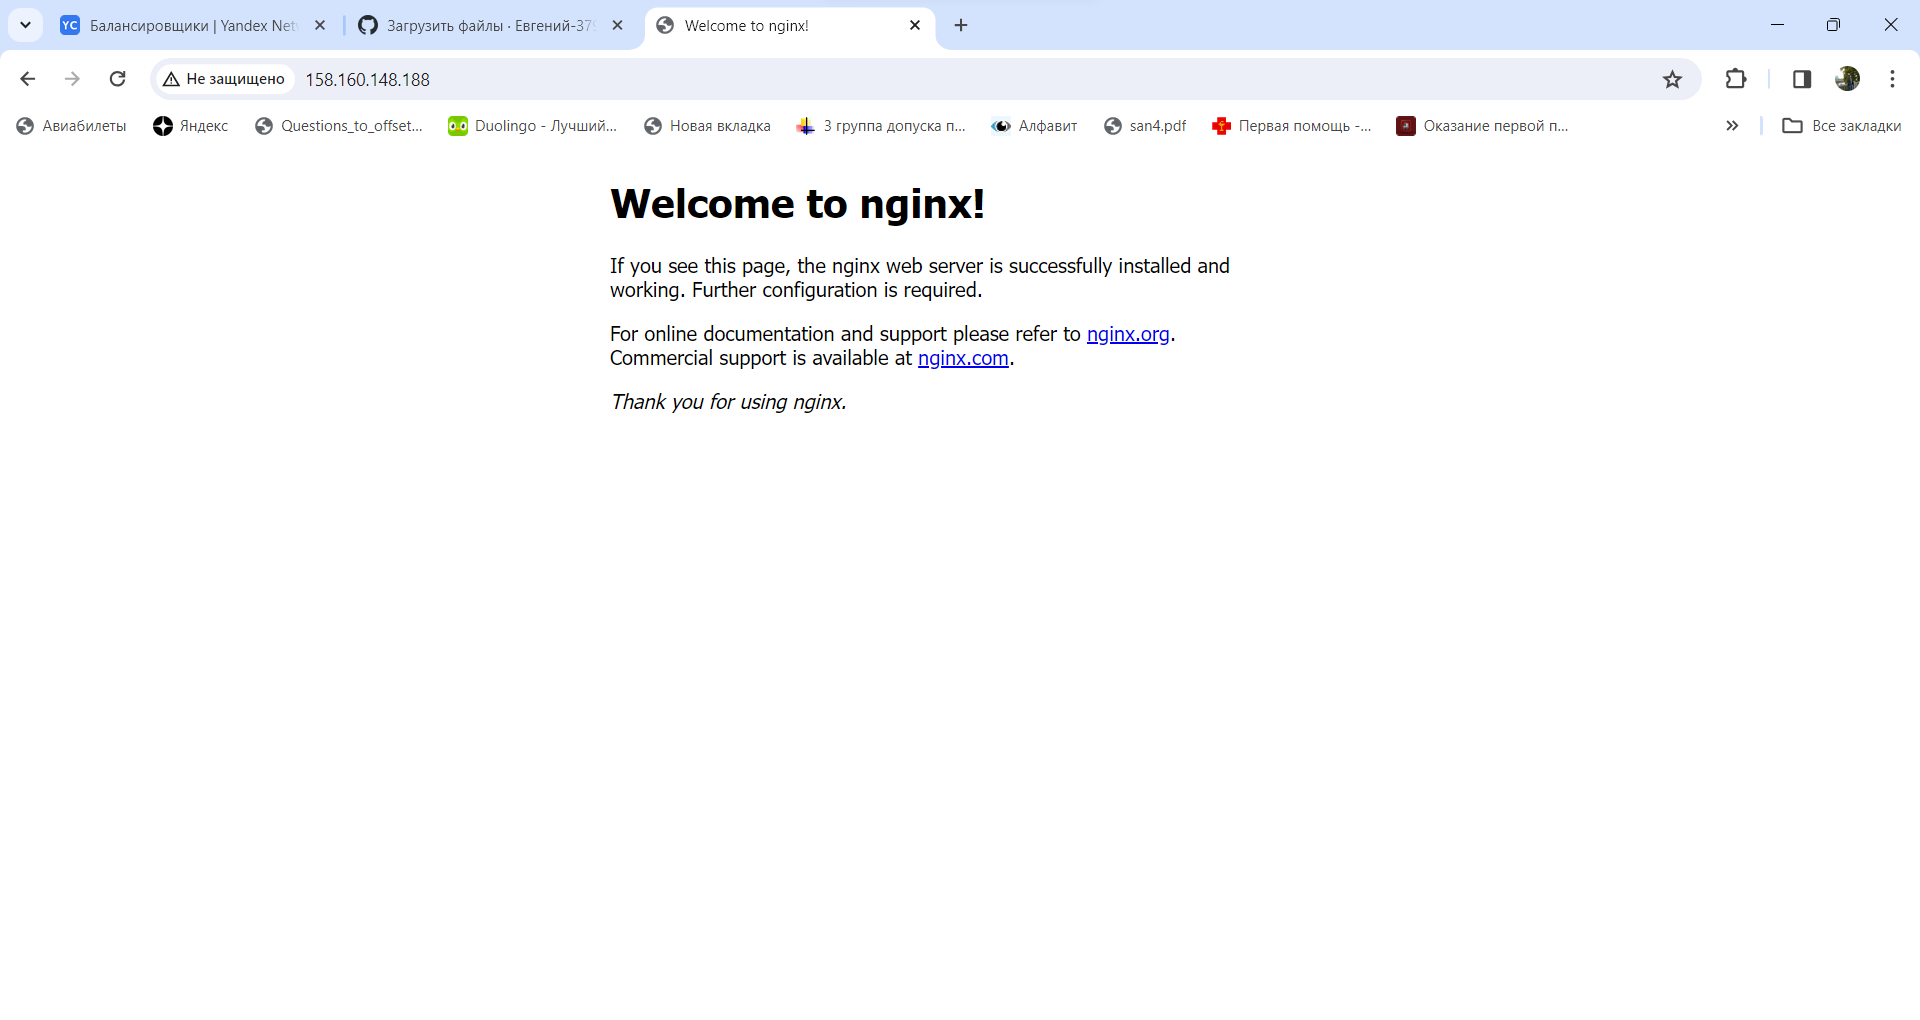 YC Балансировщики | Yandex Net
Загрузить файлы · Евгений-379
Welcome to nginx!
Не защищено 158.160.148.188
Авиабилеты Яндекс Questions_to_offset... Duolingo - Лучший... Новая вкладка 3 группа допуска п... Алфавит san4.pdf Первая помощь -... Оказание первой п... Все закладки
Welcome to nginx!
If you see this page, the nginx web server is successfully installed and
working. Further configuration is required.
For online documentation and support please refer to nginx.org.
Commercial support is available at nginx.com.
Thank you for using nginx.